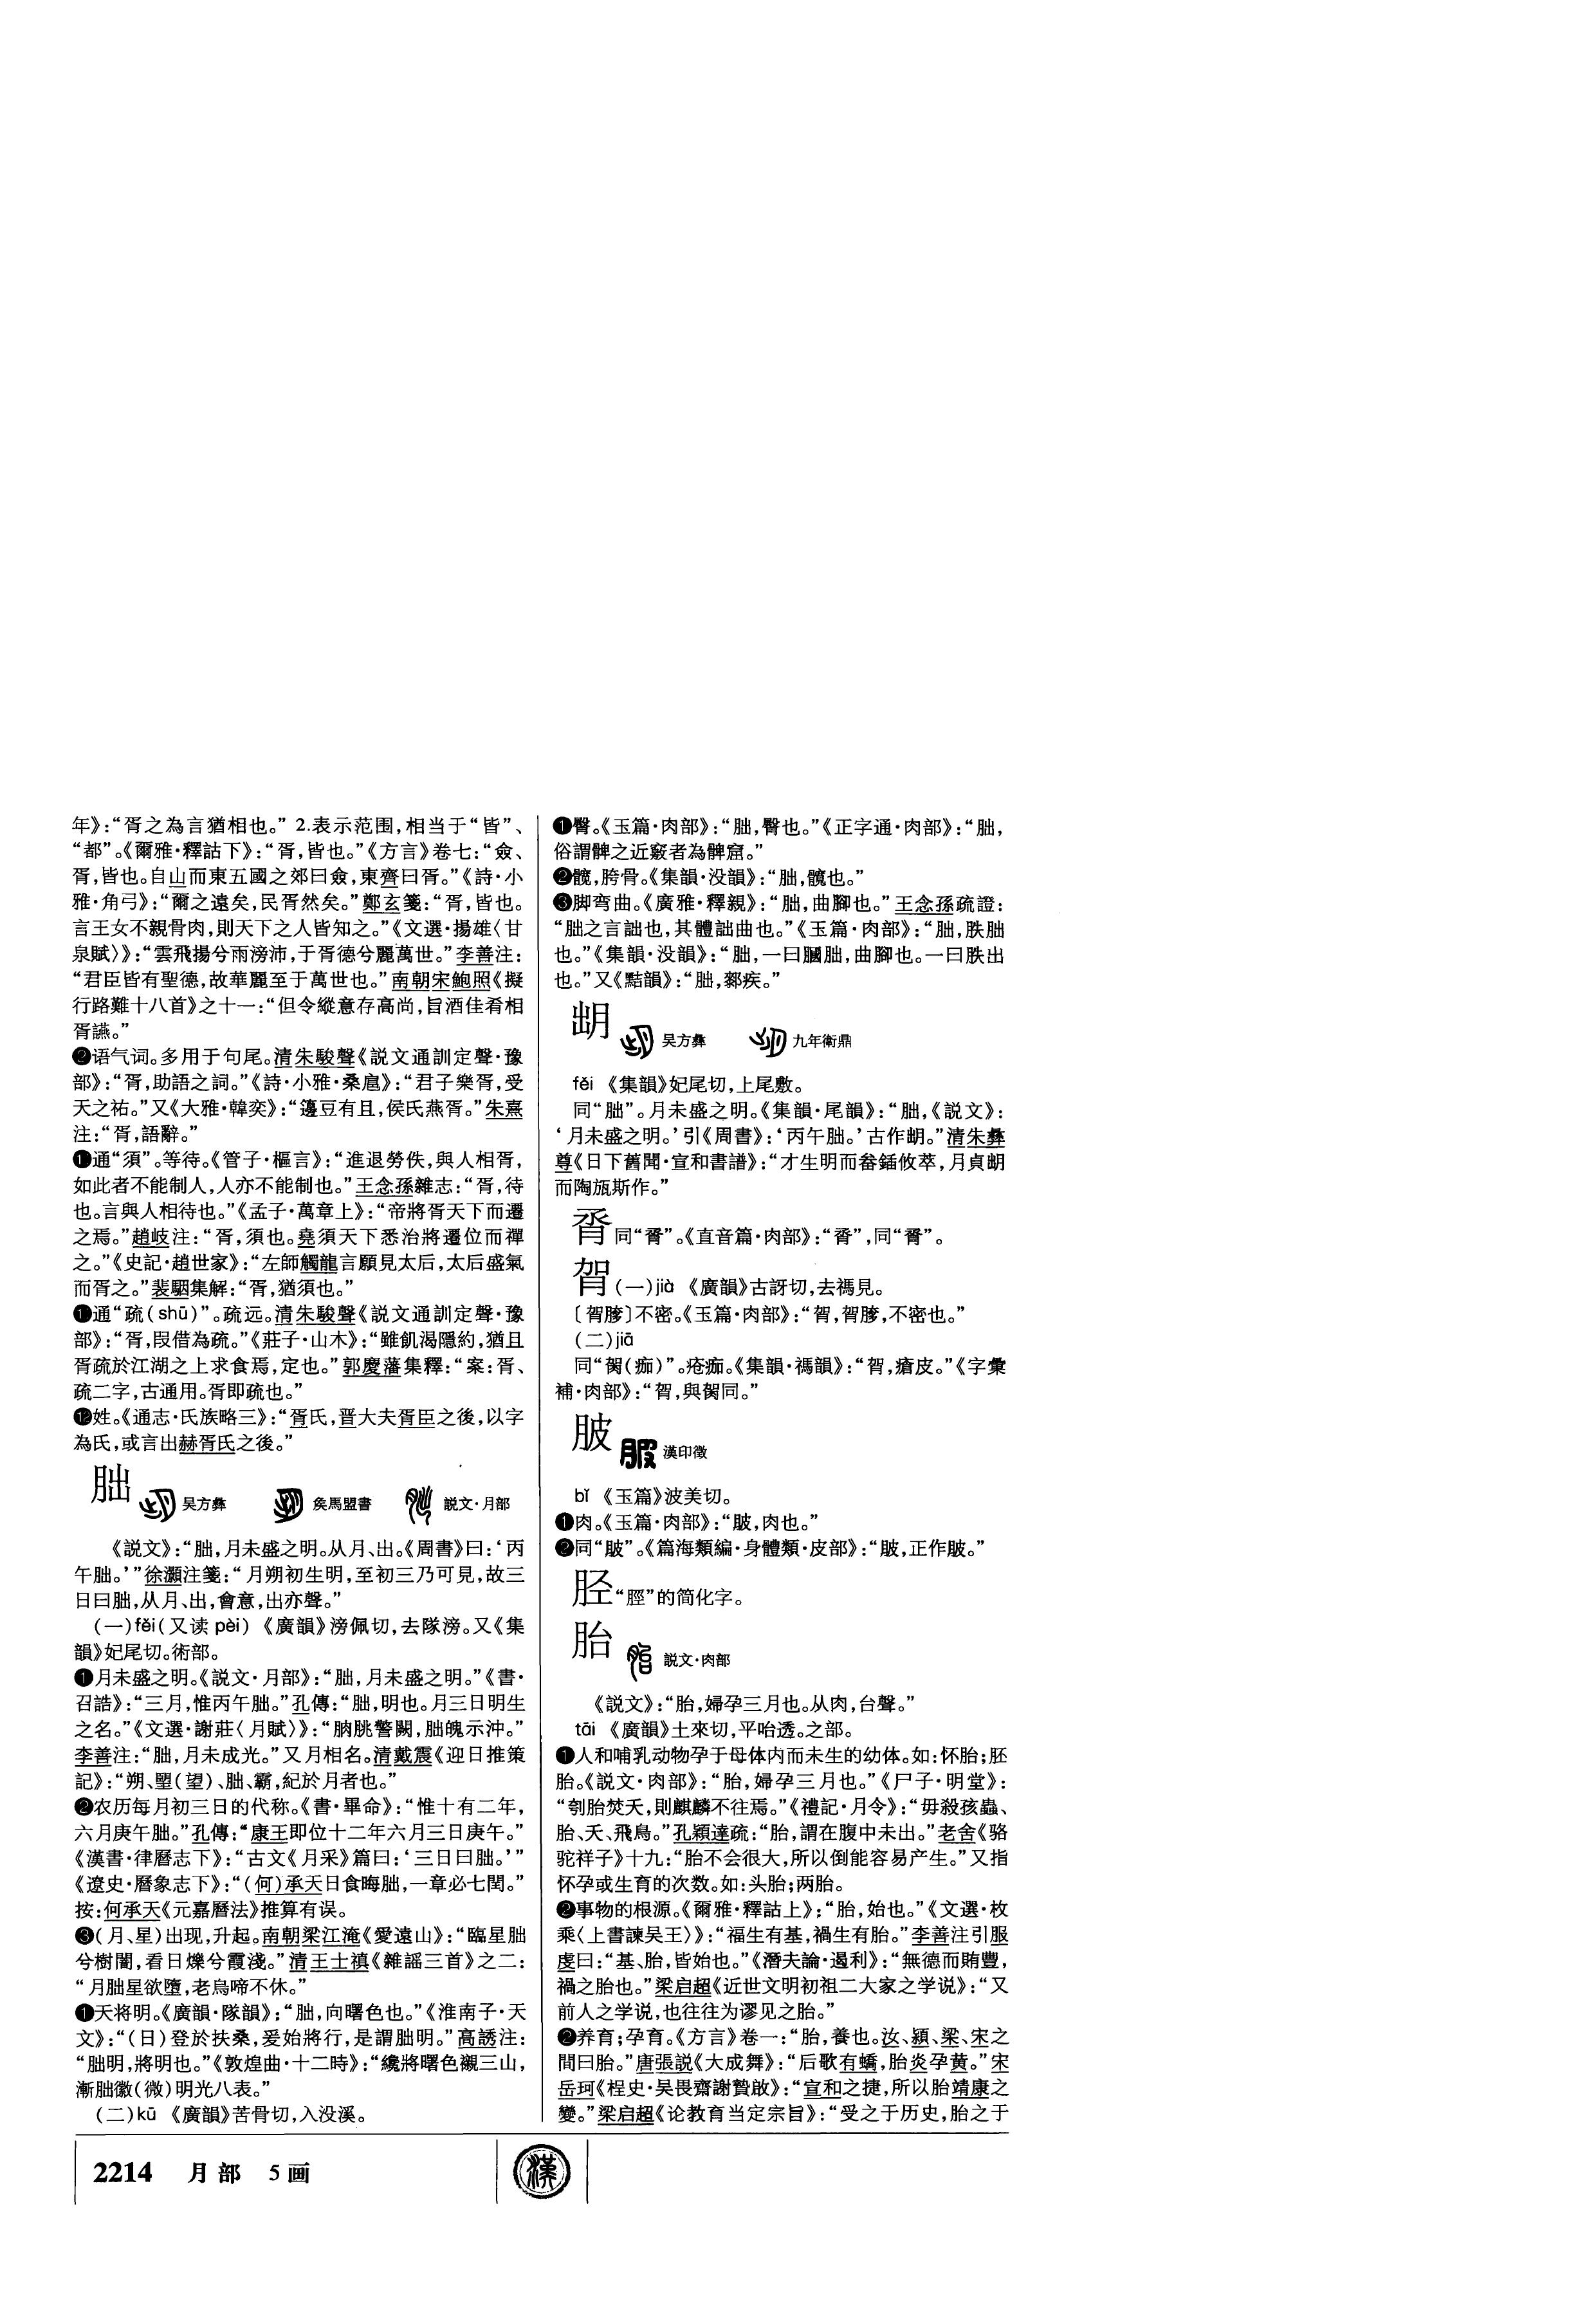 年》：“胥之為言猶相也。” 2.表示范围，相当于“皆”、
“都”。《爾雅·釋詁下》：“胥，皆也。”《方言》卷七：“僉、
胥，皆也。自山而東五國之郊曰僉，東齊曰胥。”《詩·小
雅·角弓》：“爾之遠矣，民胥然矣。”鄭玄箋：“胥，皆也。
言王女不親骨肉，則天下之人皆知之。”《文選·揚雄〈甘
泉賦〉》：“雲飛揚兮雨滂沛，于胥德兮麗萬世。”李善注：
“君臣皆有聖德，故華麗至于萬世也。”南朝宋鮑照《擬
行路難十八首》之十一：“但令縱意存高尚，旨酒佳肴相
胥讌。”
❷语气词。多用于句尾。清朱駿聲《説文通訓定聲·豫
部》：“胥，助語之詞。”《詩·小雅·桑扈》：“君子樂胥，受
天之祜。”又《大雅·韓奕》：“籩豆有且，侯氏燕胥。”朱熹
注：“胥，語辭。”
❶通“須”。等待。《管子·樞言》：“進退勞佚，與人相胥，
如此者不能制人，人亦不能制也。”王念孫雜志：“胥，待
也。言與人相待也。”《孟子·萬章上》：“帝將胥天下而遷
之焉。”趙岐注：“胥，須也。堯須天下悉治將遷位而禪
之。”《史記·趙世家》：“左師觸龍言願見太后，太后盛氣
而胥之。”裴駰集解：“胥，猶須也。”
❶通“疏（shū）”。疏远。清朱駿聲《説文通訓定聲·豫
部》：“胥，叚借為疏。”《莊子·山木》：“雖飢渴隱約，猶且
胥疏於江湖之上求食焉，定也。”郭慶藩集釋：“案：胥、
疏二字，古通用。胥即疏也。”
⓬姓。《通志·氏族略三》：“胥氏，晋大夫胥臣之後，以字
為氏，或言出赫胥氏之後。”
朏 吴方彝 矦馬盟書 説文·月部
《説文》：“朏，月未盛之明。从月、出。《周書》曰：‘丙
午朏。’”徐灝注箋：“月朔初生明，至初三乃可見，故三
日曰朏，从月、出，會意，出亦聲。”
（一）fěi（又读 pèi） 《廣韻》滂佩切，去隊滂。又《集
韻》妃尾切。術部。
❶月未盛之明。《説文·月部》：“朏，月未盛之明。”《書·
召誥》：“三月，惟丙午朏。”孔傳：“朏，明也。月三日明生
之名。”《文選·謝莊〈月賦〉》：“朒朓警闕，朏魄示沖。”
李善注：“朏，月未成光。”又月相名。清戴震《迎日推策
記》：“朔、朢（望）、朏、霸，紀於月者也。”
❷农历每月初三日的代称。《書·畢命》：“惟十有二年，
六月庚午朏。”孔傳：“康王即位十二年六月三日庚午。”
《漢書·律曆志下》：“古文《月采》篇曰：‘三日曰朏。’”
《遼史·曆象志下》：“（何）承天日食晦朏，一章必七閏。”
按：何承天《元嘉曆法》推算有误。
❸（月、星）出现，升起。南朝梁江淹《愛遠山》：“臨星朏
兮樹闇，看日爍兮霞淺。”清王士禛《雜謡三首》之二：
“月朏星欲墮，老烏啼不休。”
❶天将明。《廣韻·隊韻》：“朏，向曙色也。”《淮南子·天
文》：“（日）登於扶桑，爰始將行，是謂朏明。”高誘注：
“朏明，將明也。”《敦煌曲·十二時》：“纔將曙色襯三山，
漸朏徽（微）明光八表。”
（二）kū 《廣韻》苦骨切，入没溪。
❶臀。《玉篇·肉部》：“朏，臀也。”《正字通·肉部》：“朏，
俗謂髀之近竅者為髀窟。”
❷髖，胯骨。《集韻·没韻》：“朏，髖也。”
❸脚弯曲。《廣雅·釋親》：“朏，曲腳也。”王念孫疏證：
“朏之言詘也，其體詘曲也。”《玉篇·肉部》：“朏，胅朏
也。”《集韻·没韻》：“朏，一曰膕朏，曲腳也。一曰胅出
也。”又《黠韻》：“朏，厀疾。”
吴方彝 九年衛鼎
fěi 《集韻》妃尾切，上尾敷。
同“朏”。月未盛之明。《集韻·尾韻》：“朏，《説文》：
‘月未盛之明。’引《周書》：‘丙午朏。’古作。”清朱彝
尊《日下舊聞·宣和書譜》：“才生明而畚鍤攸萃，月貞
而陶瓬斯作。”
同“脀”。《直音篇·肉部》：“，同“脀”。
（一）jià 《廣韻》古訝切，去禡見。
〔䏡〕不密。《玉篇·肉部》：“，不密也。”
（二）jiā
同“（痂）”。疮痂。《集韻·禡韻》：“，瘡皮。”《字彙
補·肉部》：“，與同。”
漢印徵
bǐ 《玉篇》波美切。
❶肉。《玉篇·肉部》：“，肉也。”
❷同“”。《篇海類編·身體類·皮部》：“，正作。”
胫“脛”的简化字。
胎 説文·肉部
《説文》：“胎，婦孕三月也。从肉，台聲。”
tāi 《廣韻》土來切，平咍透。之部。
❶人和哺乳动物孕于母体内而未生的幼体。如：怀胎；胚
胎。《説文·肉部》：“胎，婦孕三月也。”《尸子·明堂》：
“刳胎焚夭，則麒麟不往焉。”《禮記·月令》：“毋殺孩蟲、
胎、夭、飛鳥。”孔穎達疏：“胎，謂在腹中未出。”老舍《骆
驼祥子》十九：“胎不会很大，所以倒能容易产生。”又指
怀孕或生育的次数。如：头胎；两胎。
❷事物的根源。《爾雅·釋詁上》：“胎，始也。”《文選·枚
乘〈上書諫吴王〉》：“福生有基，禍生有胎。”李善注引服
虔曰：“基、胎，皆始也。”《潛夫論·遏利》：“無德而賄豐，
禍之胎也。”梁启超《近世文明初祖二大家之学说》：“又
前人之学说，也往往为谬见之胎。”
❷养育；孕育。《方言》卷一：“胎，養也。汝、潁、梁、宋之
間曰胎。”唐張説《大成舞》：“后歌有蟜，胎炎孕黄。”宋
岳珂《桯史·吴畏齋謝贄啟》：“宣和之捷，所以胎靖康之
變。”梁启超《论教育当定宗旨》：“受之于历史，胎之于
2214 月部 5画 漢